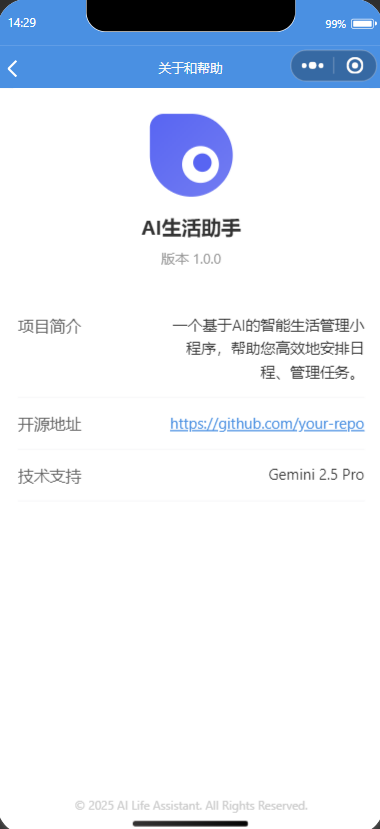 14:29
99%
关于和帮助
AI生活助手
版本 1.0.0
项目简介
一个基于AI的智能生活管理小
程序，帮助您高效地安排日
程、管理任务。
开源地址
https://github.com/your-repo
技术支持
Gemini 2.5 Pro
© 2025 AI Life Assistant. All Rights Reserved.